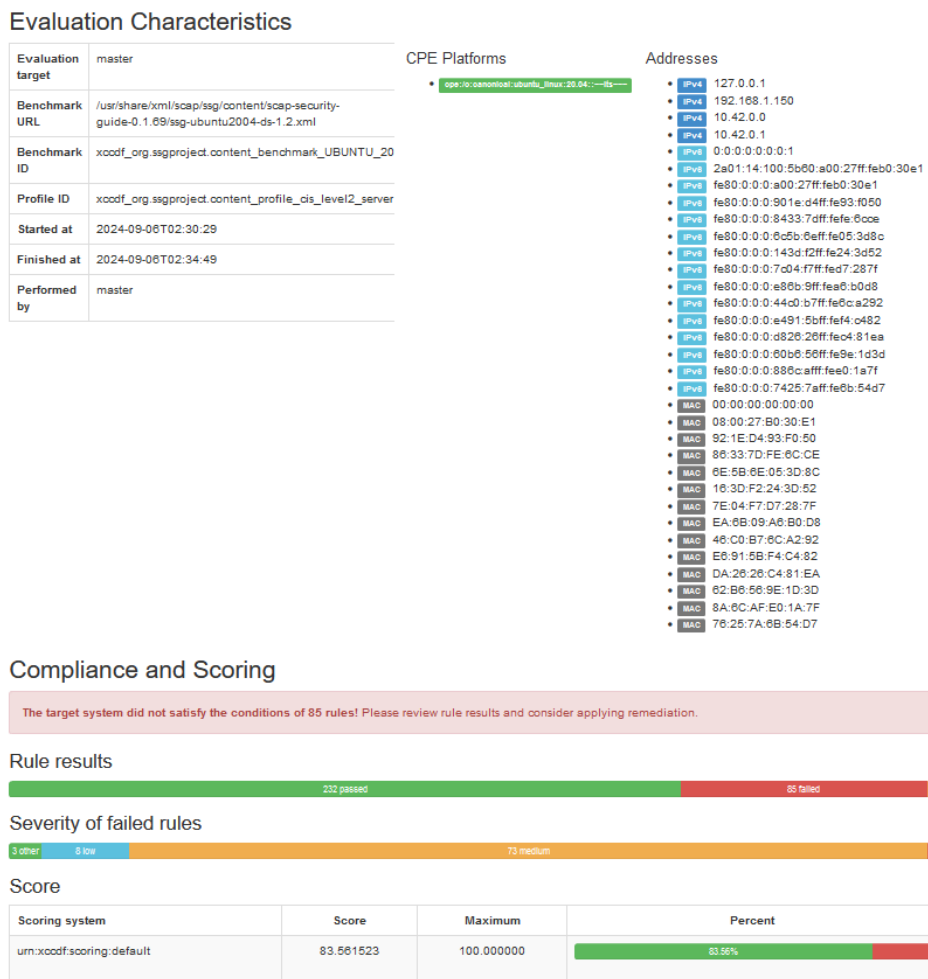 Evaluation Characteristics
Evaluation target
master
Benchmark URL
/usr/share/xml/scap/ssg/content/scap-security-
guide-0.1.69/ssg-ubuntu2004-ds-1.2.xml
Benchmark ID
xccdf_org.ssgproject.content_benchmark_UBUNTU_20
Profile ID
xccdf_org.ssgproject.content_profile_cis_level2_server
Started at
2024-09-06T02:30:29
Finished at
2024-09-06T02:34:49
Performed by
master
CPE Platforms
cpe:/o:canonical:ubuntu_linux:20.04::~~lts~~~
Addresses
IPv4 127.0.0.1
IPv4 192.168.1.150
IPv4 10.42.0.0
IPv4 10.42.0.1
IPv6 0:0:0:0:0:0:0:1
IPv6 2a01:14:100:5b60:a00:27ff:feb0:30e1
IPv6 fe80:0:0:0:a00:27ff:feb0:30e1
IPv6 fe80:0:0:0:901e:d4ff:fe93:f050
IPv6 fe80:0:0:0:8433:7dff:fefe:6cce
IPv6 fe80:0:0:0:6c5b:6eff:fe05:3d8c
IPv6 fe80:0:0:0:143d:f2ff:fe24:3d52
IPv6 fe80:0:0:0:7c04:f7ff:fed7:287f
IPv6 fe80:0:0:0:e86b:9ff:fea6:b0d8
IPv6 fe80:0:0:0:44c0:b7ff:fe6c:a292
IPv6 fe80:0:0:0:e491:5bff:fef4:c482
IPv6 fe80:0:0:0:d826:26ff:fec4:81ea
IPv6 fe80:0:0:0:60b6:56ff:fe9e:1d3d
IPv6 fe80:0:0:0:886c:afff:fee0:1a7f
IPv6 fe80:0:0:0:7425:7aff:fe6b:54d7
MAC 00:00:00:00:00:00
MAC 08:00:27:B0:30:E1
MAC 92:1E:D4:93:F0:50
MAC 86:33:7D:FE:6C:CE
MAC 6E:5B:6E:05:3D:8C
MAC 16:3D:F2:24:3D:52
MAC 7E:04:F7:D7:28:7F
MAC EA:6B:09:A6:B0:D8
MAC 46:C0:B7:6C:A2:92
MAC E6:91:5B:F4:C4:82
MAC DA:26:26:C4:81:EA
MAC 62:B6:56:9E:1D:3D
MAC 8A:6C:AF:E0:1A:7F
MAC 76:25:7A:6B:54:D7
Compliance and Scoring
The target system did not satisfy the conditions of 85 rules! Please review rule results and consider applying remediation.
Rule results
232 passed
85 failed
Severity of failed rules
3 other
8 low
73 medium
Score
Scoring system Score Maximum Percent
urn:xccdf:scoring:default 83.561523 100.000000 83.56%